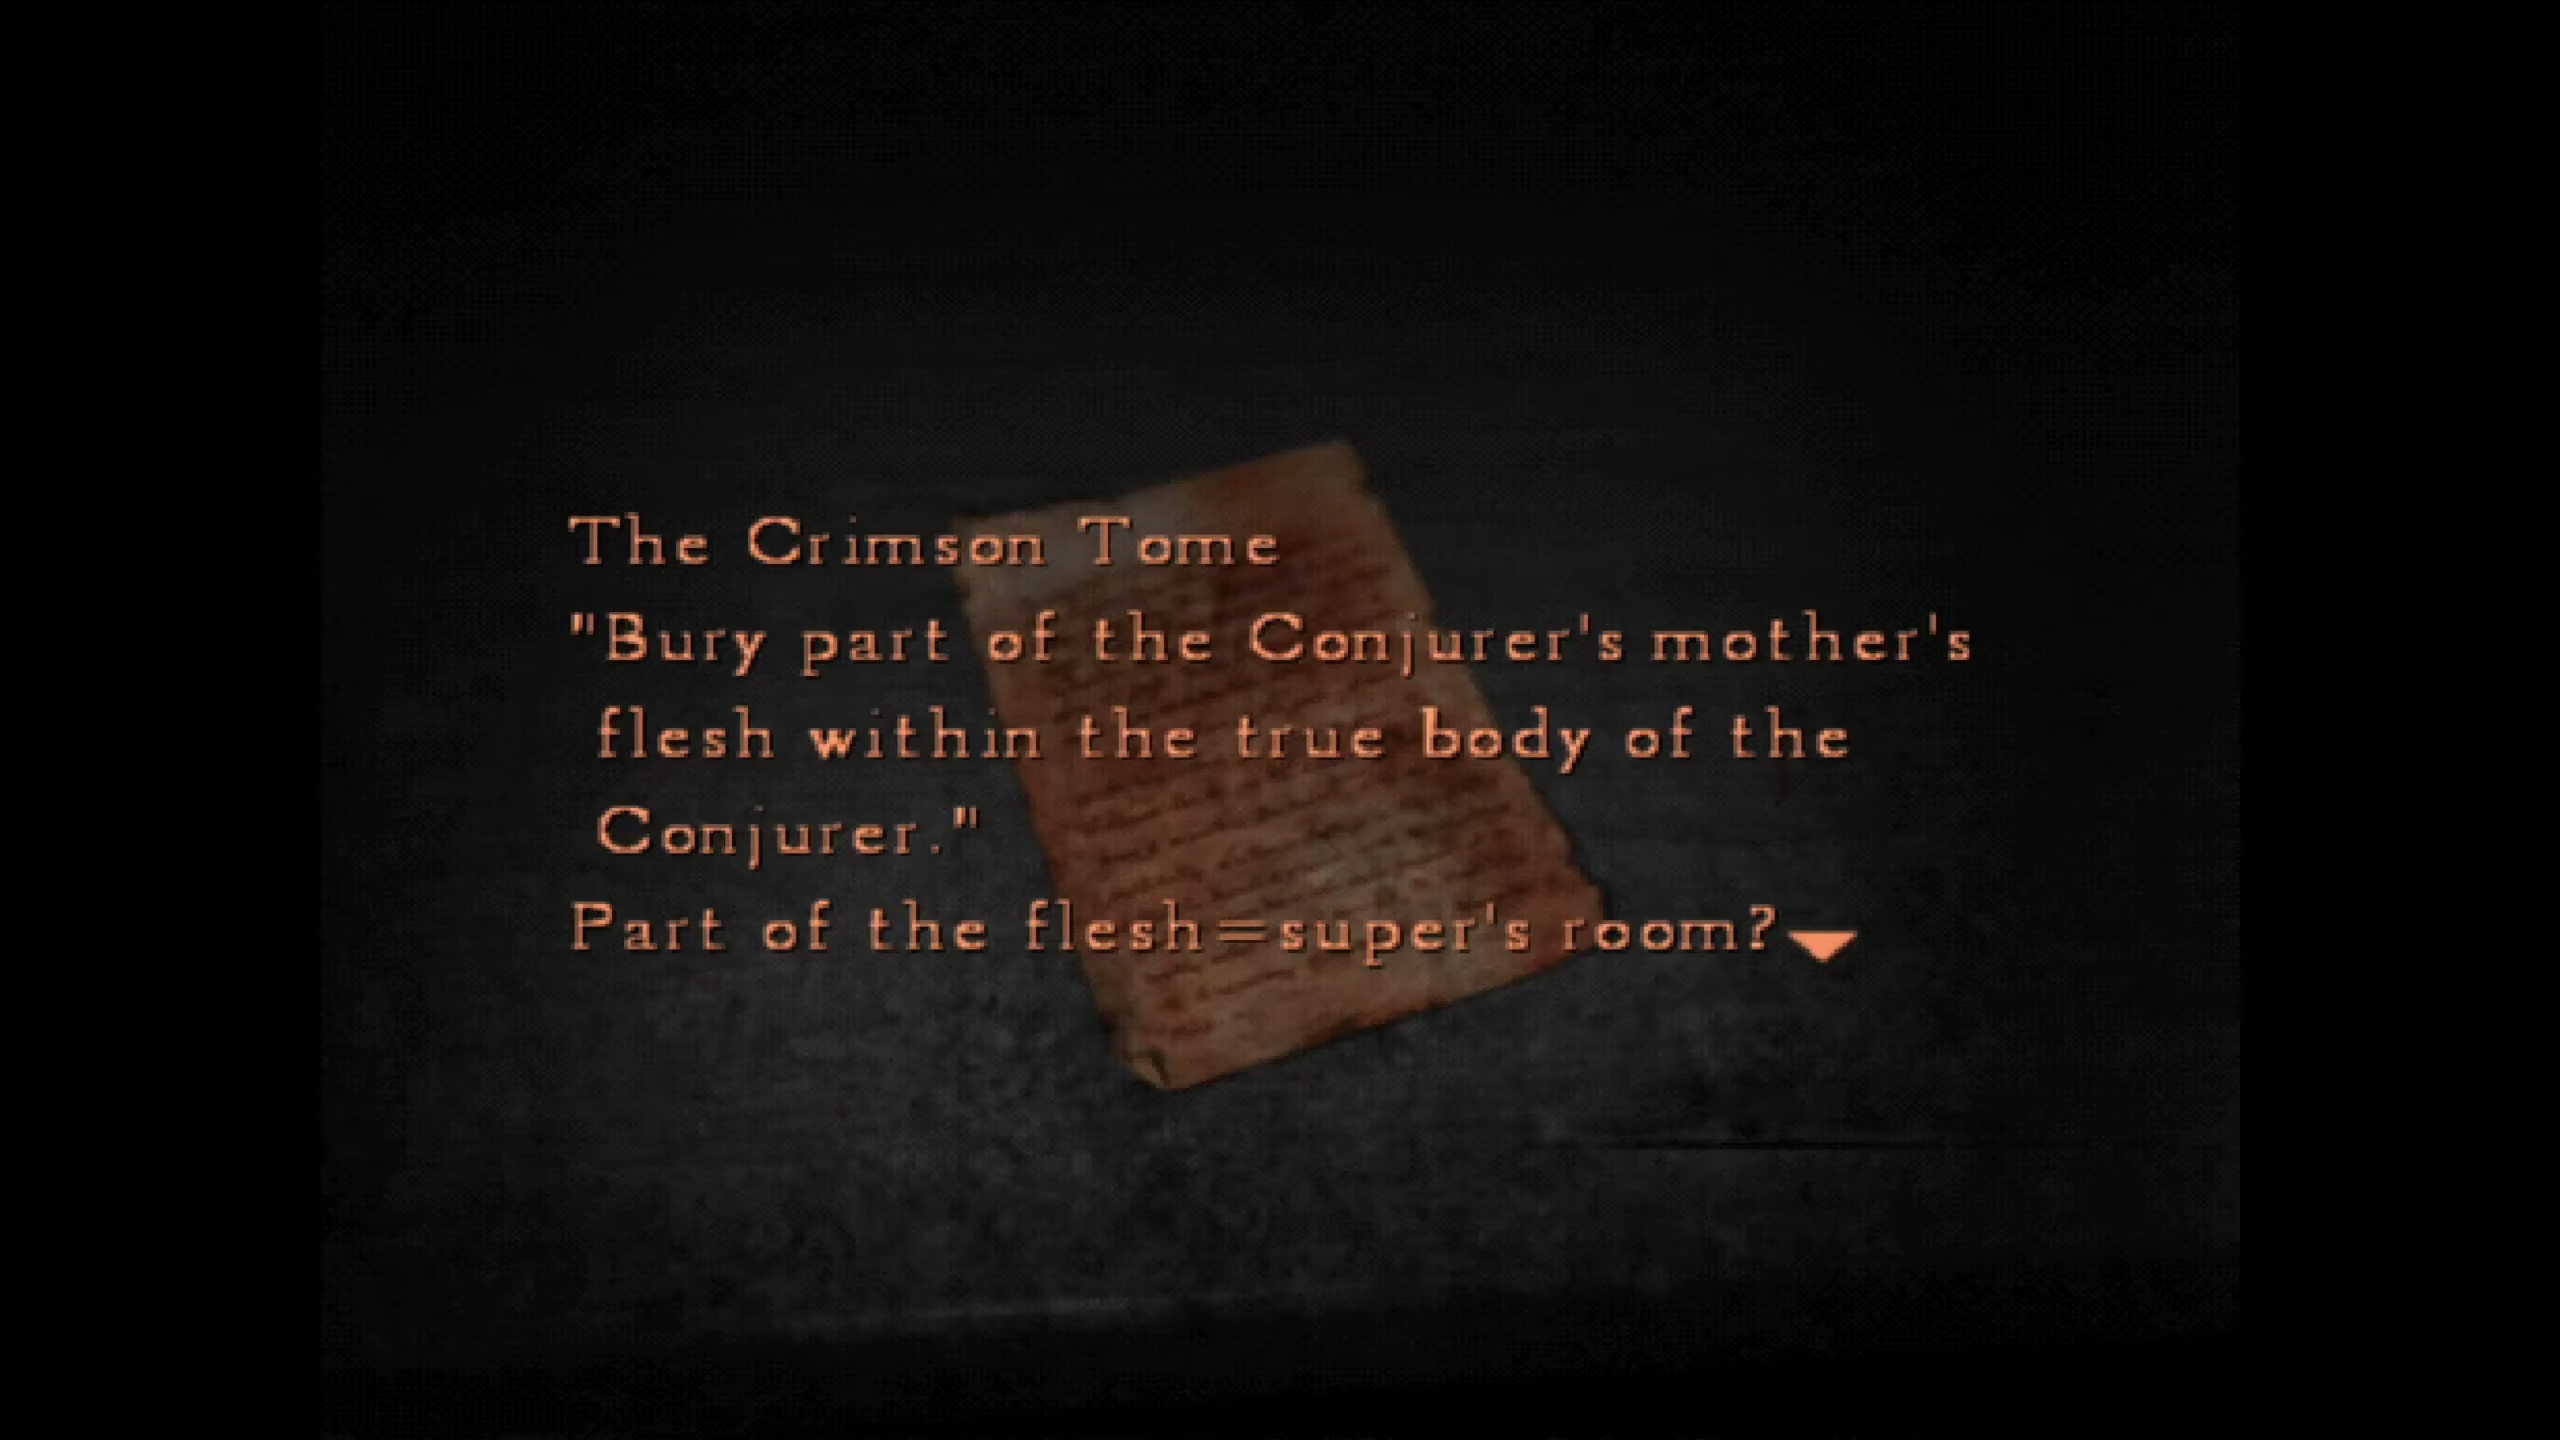 The Crimson Tome
"Bury part of the Conjurer's mother's
flesh within the true body of the
Conjurer."
Part of the flesh=super's room?